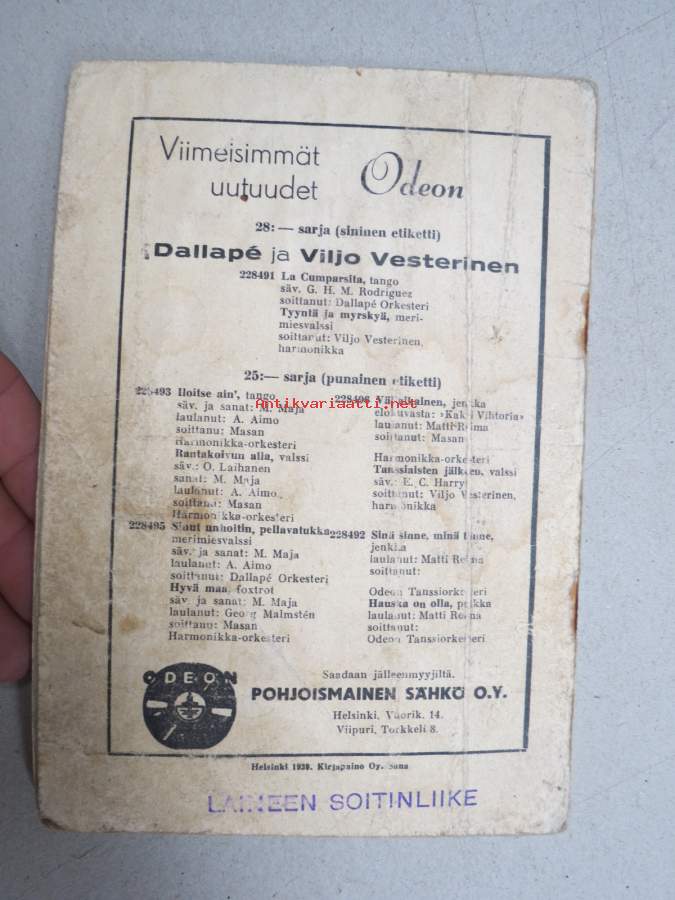 Viimeisimmät
uutuudet
Odeon
28:— sarja (sininen etiketti)
Dallapé ja Viljo Vesterinen
228491 La Cumparsita, tango
säv. G. H. M. Rodriguez
soittanut: Dallapé Orkesteri
Tyyntä ja myrskyä, meri-
miesvalssi
soittanut: Viljo Vesterinen,
harmonikka
25:— sarja (punainen etiketti)
Iloitse ain', tango
säv. ja sanat: M. Maja
laulanut: A. Aimo
soittanu: Masan
Harmonikka-orkesteri
Rantakoivun alla, valssi
säv.: O. Laihanen
sanat: M. Maja
laulanut: A. Aimo
soittanut: Masan
Harmonikka-orkesteri
228495 Sinut unhoitin, pellavatukka
merimiesvalssi
säv. ja sanat: M. Maja
laulanut: A. Aimo
soittanut: Dallapé Orkesteri
Hyvä maa, foxtrot
säv. ja sanat: M. Maja
laulanut: Georg Malmstén
soittanut: Masan
Harmonikka-orkesteri
jenkka
elokuvasta: »Kaksi Vihtoria»
laulanut: Matti Reima
soittanut: Masan
Harmonikka-orkesteri
Tanssiaisten jälkeen, valssi
säv.: E. C. Harry
soittanut: Viljo Vesterinen,
harmonikka
228492 Sinä sinne, minä tänne,
jenkka
laulanut: Matti Reima
soittanut:
Odeon Tanssiorkesteri
Hauska on olla, polkka
laulanut: Matti Reima
soittanut:
Odeon Tanssiorkesteri
Antikvariaatti.net
ODEON
Saadaan jälleenmyyjiltä.
POHJOISMAINEN SÄHKÖ O.Y.
Helsinki, Vuorik. 14.
Viipuri, Torkkeli 8.
Helsinki 1938. Kirjapaino Oy. Sana
LAINEEN SOITINLIIKE